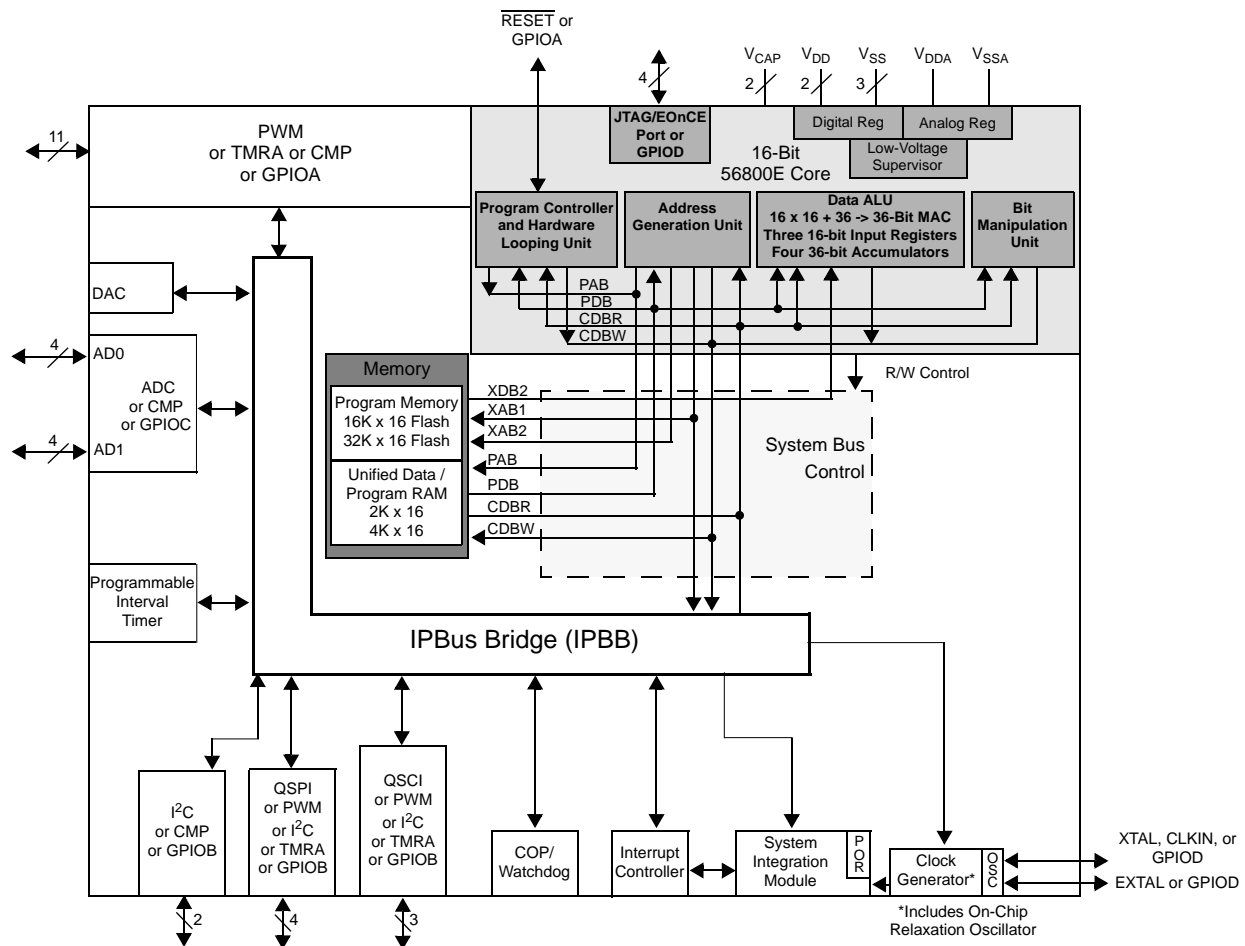 RESET or
GPIOA
4
VCAP
2
VDD
2
VSS
3
VDDA
VSSA
11
PWM
or TMRA or CMP
or GPIOA
JTAG/EOnCE
Port or
GPIOD
Digital Reg
Analog Reg
Low-Voltage
Supervisor
16-Bit
56800E Core
Program Controller
and Hardware
Looping Unit
Address
Generation Unit
Data ALU
16 x 16 + 36 -> 36-Bit MAC
Three 16-bit Input Registers
Four 36-bit Accumulators
Bit
Manipulation
Unit
PAB
PDB
CDBR
CDBW
DAC
4
AD0
ADC
or CMP
or GPIOC
4
AD1
Memory
Program Memory
16K x 16 Flash
32K x 16 Flash
Unified Data /
Program RAM
2K x 16
4K x 16
XDB2
XAB1
XAB2
PAB
PDB
CDBR
CDBW
R/W Control
System Bus
Control
Programmable
Interval
Timer
IPBus Bridge (IPBB)
I2C
or CMP
or GPIOB
2
QSPI
or PWM
or I2C
or TMRA
or GPIOB
4
QSCI
or PWM
or I2C
or TMRA
or GPIOB
3
COP/
Watchdog
Interrupt
Controller
System
Integration
Module
POR
Clock
Generator*
OSC
XTAL, CLKIN, or
GPIOD
EXTAL or GPIOD
*Includes On-Chip
Relaxation Oscillator